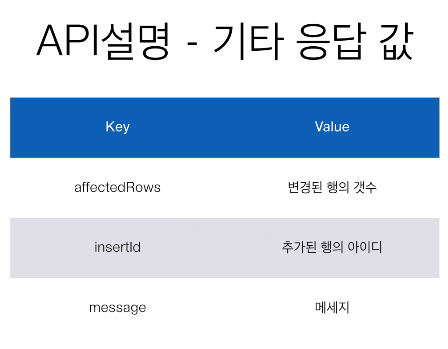 API설명 - 기타 응답 값
Key Value
affectedRows 변경된 행의 갯수
insertId 추가된 행의 아이디
message 메세지